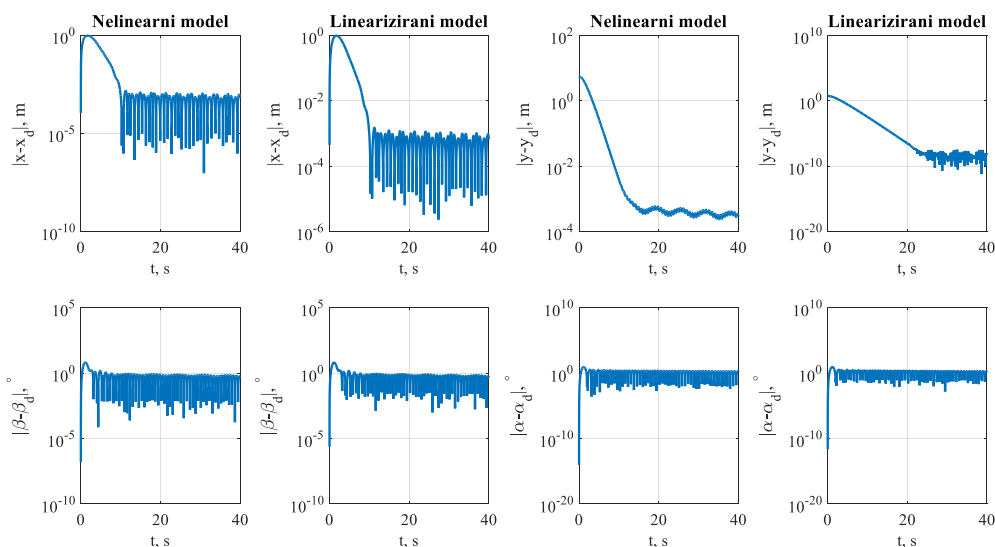 Nelinearni model
Linearizirani model
Nelinearni model
Linearizirani model
|x-x_d|, m
10^0
10^-5
10^-10
0 20 40
t, s
|x-x_d|, m
10^0
10^-2
10^-4
10^-6
0 20 40
t, s
|y-y_d|, m
10^2
10^0
10^-2
10^-4
0 20 40
t, s
|y-y_d|, m
10^10
10^0
10^-10
10^-20
0 20 40
t, s
|β-β_d|, °
10^5
10^0
10^-5
10^-10
0 20 40
t, s
|β-β_d|, °
10^5
10^0
10^-5
10^-10
0 20 40
t, s
|α-α_d|, °
10^10
10^0
10^-10
10^-20
0 20 40
t, s
|α-α_d|, °
10^10
10^0
10^-10
10^-20
0 20 40
t, s